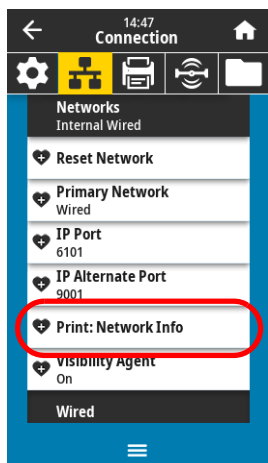 14:47
Connection
Networks
Internal Wired
Reset Network
Primary Network
Wired
IP Port
6101
IP Alternate Port
9001
Print: Network Info
Visibility Agent
On
Wired